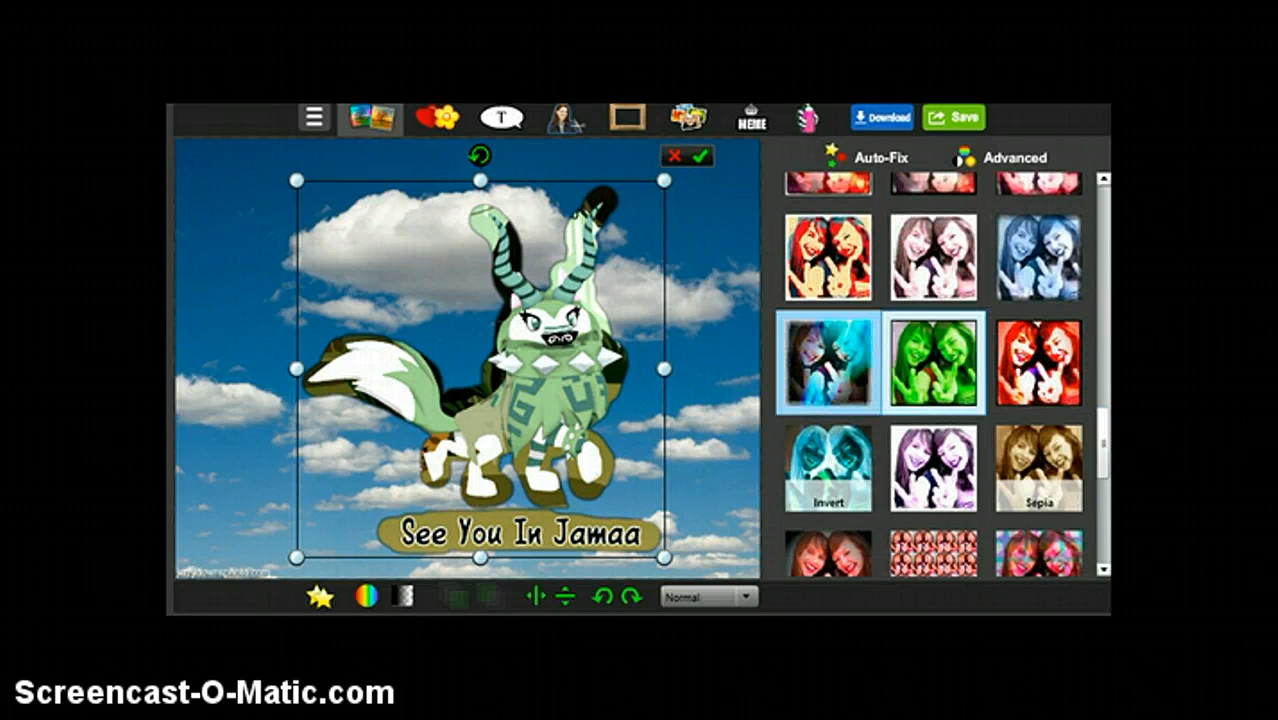 T
MEME
Download
Save
Auto-Fix
Advanced
See You In Jamaa
Invert
Sepia
Normal
Screencast-O-Matic.com